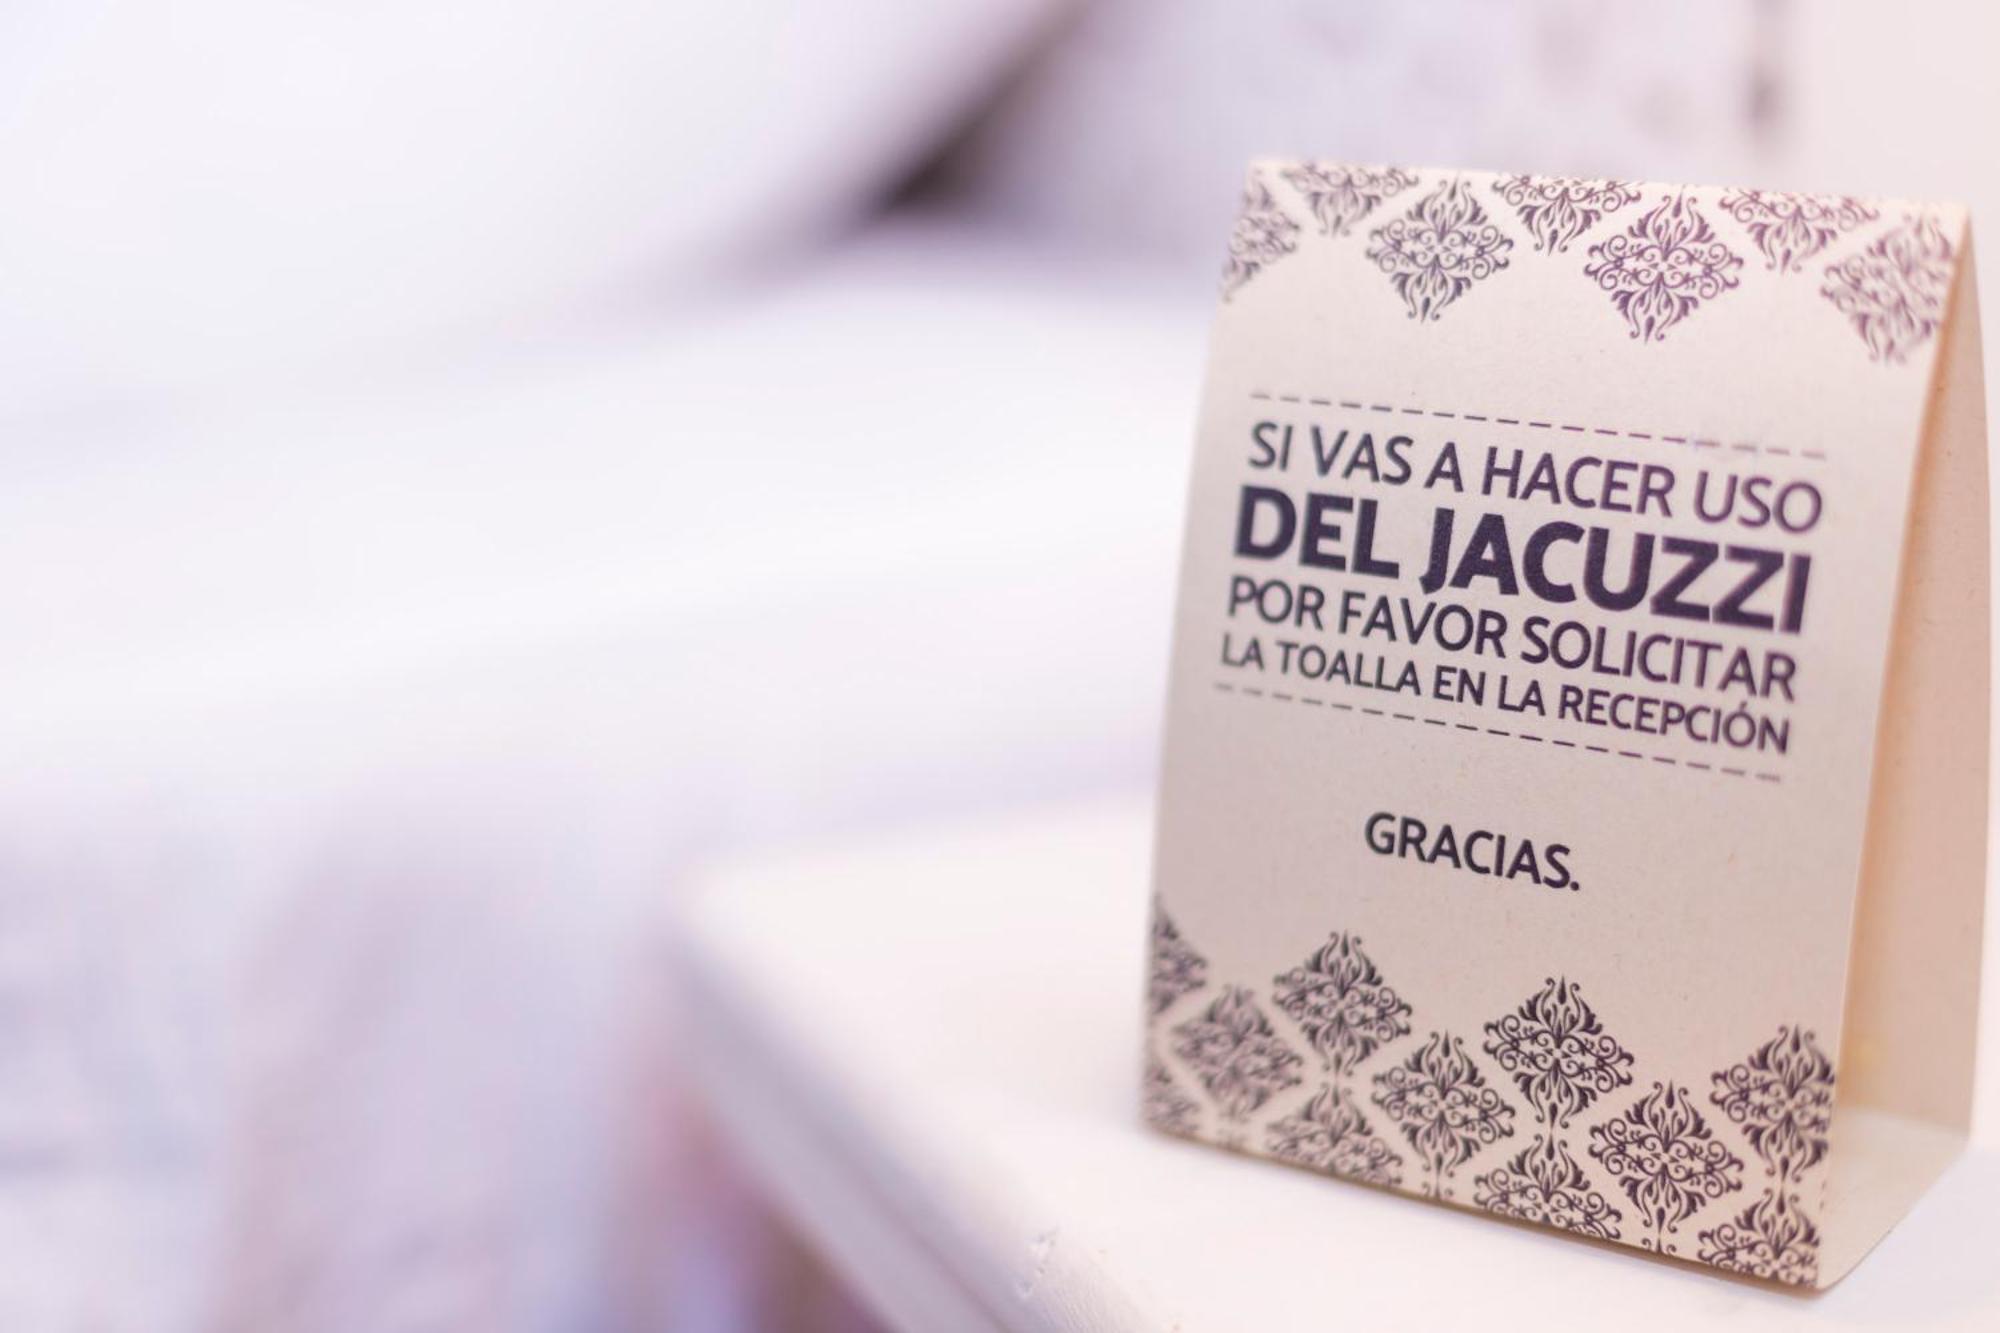 SI VAS A HACER USO
DEL JACUZZI
POR FAVOR SOLICITAR
LA TOALLA EN LA RECEPCIÓN
GRACIAS.